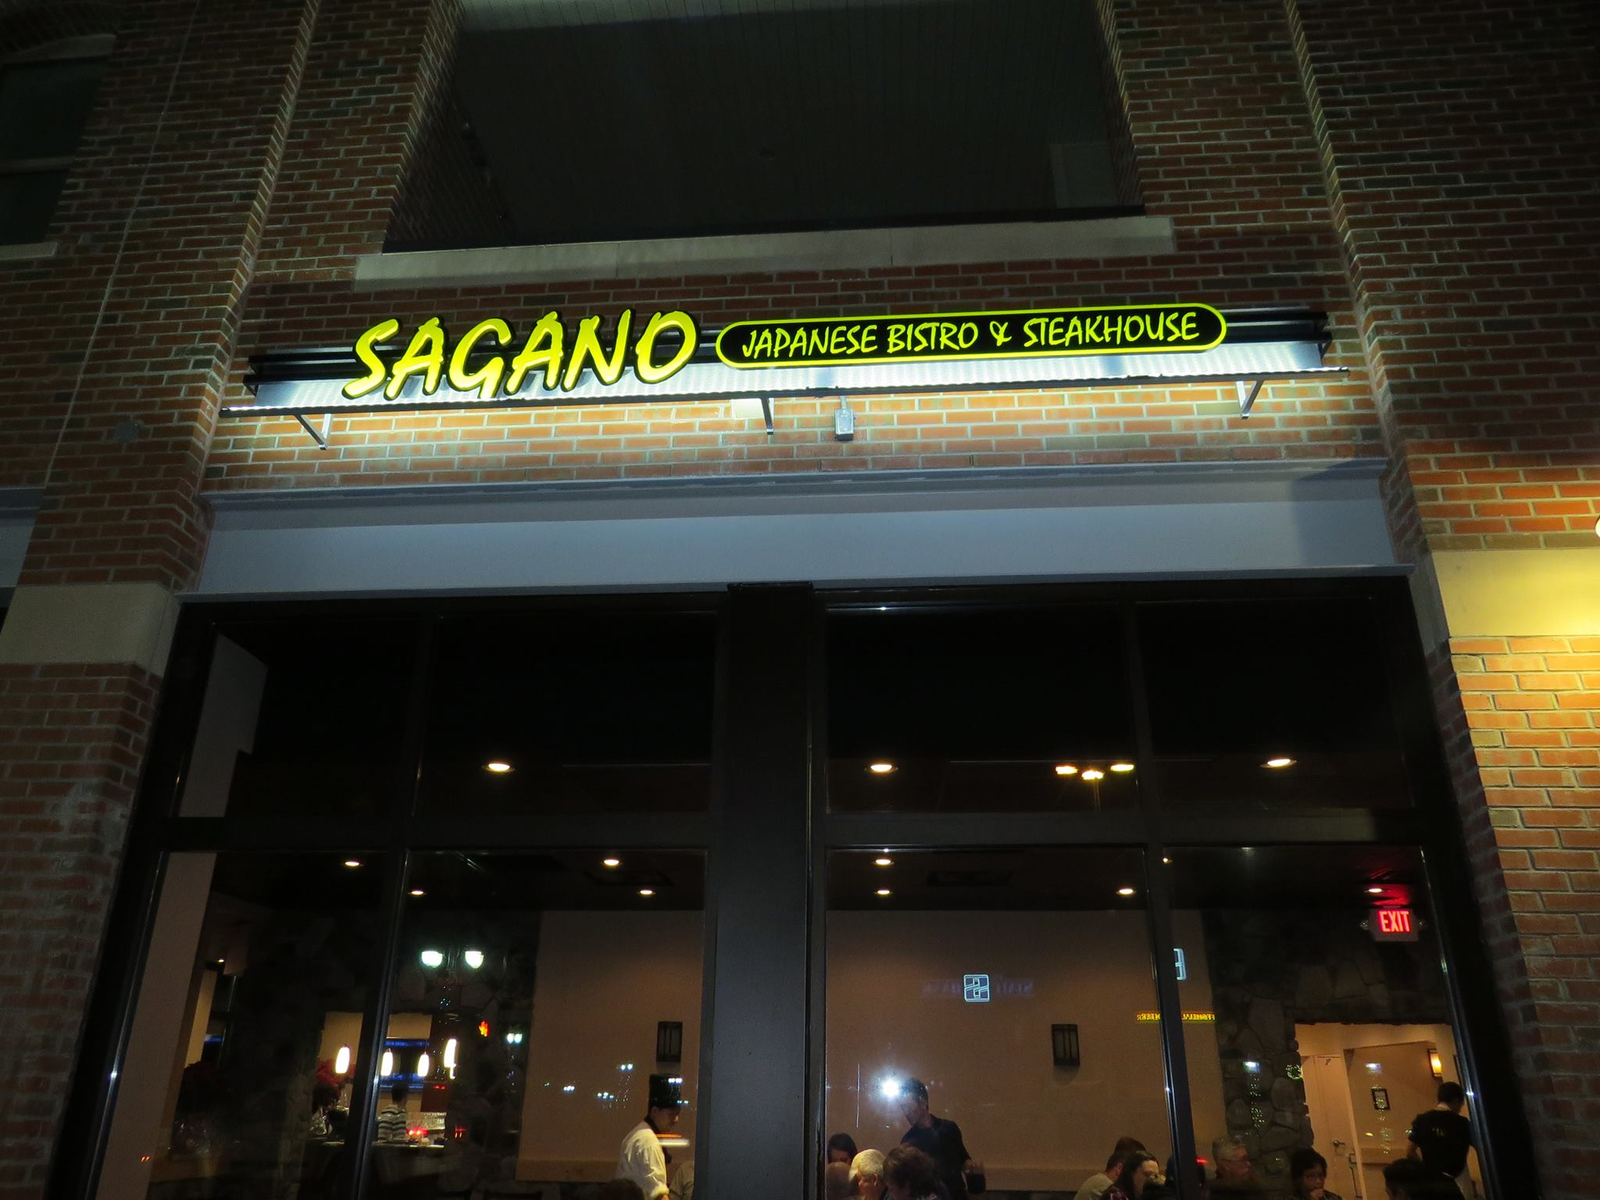 SAGANO JAPANESE BISTRO & STEAKHOUSE
EXIT